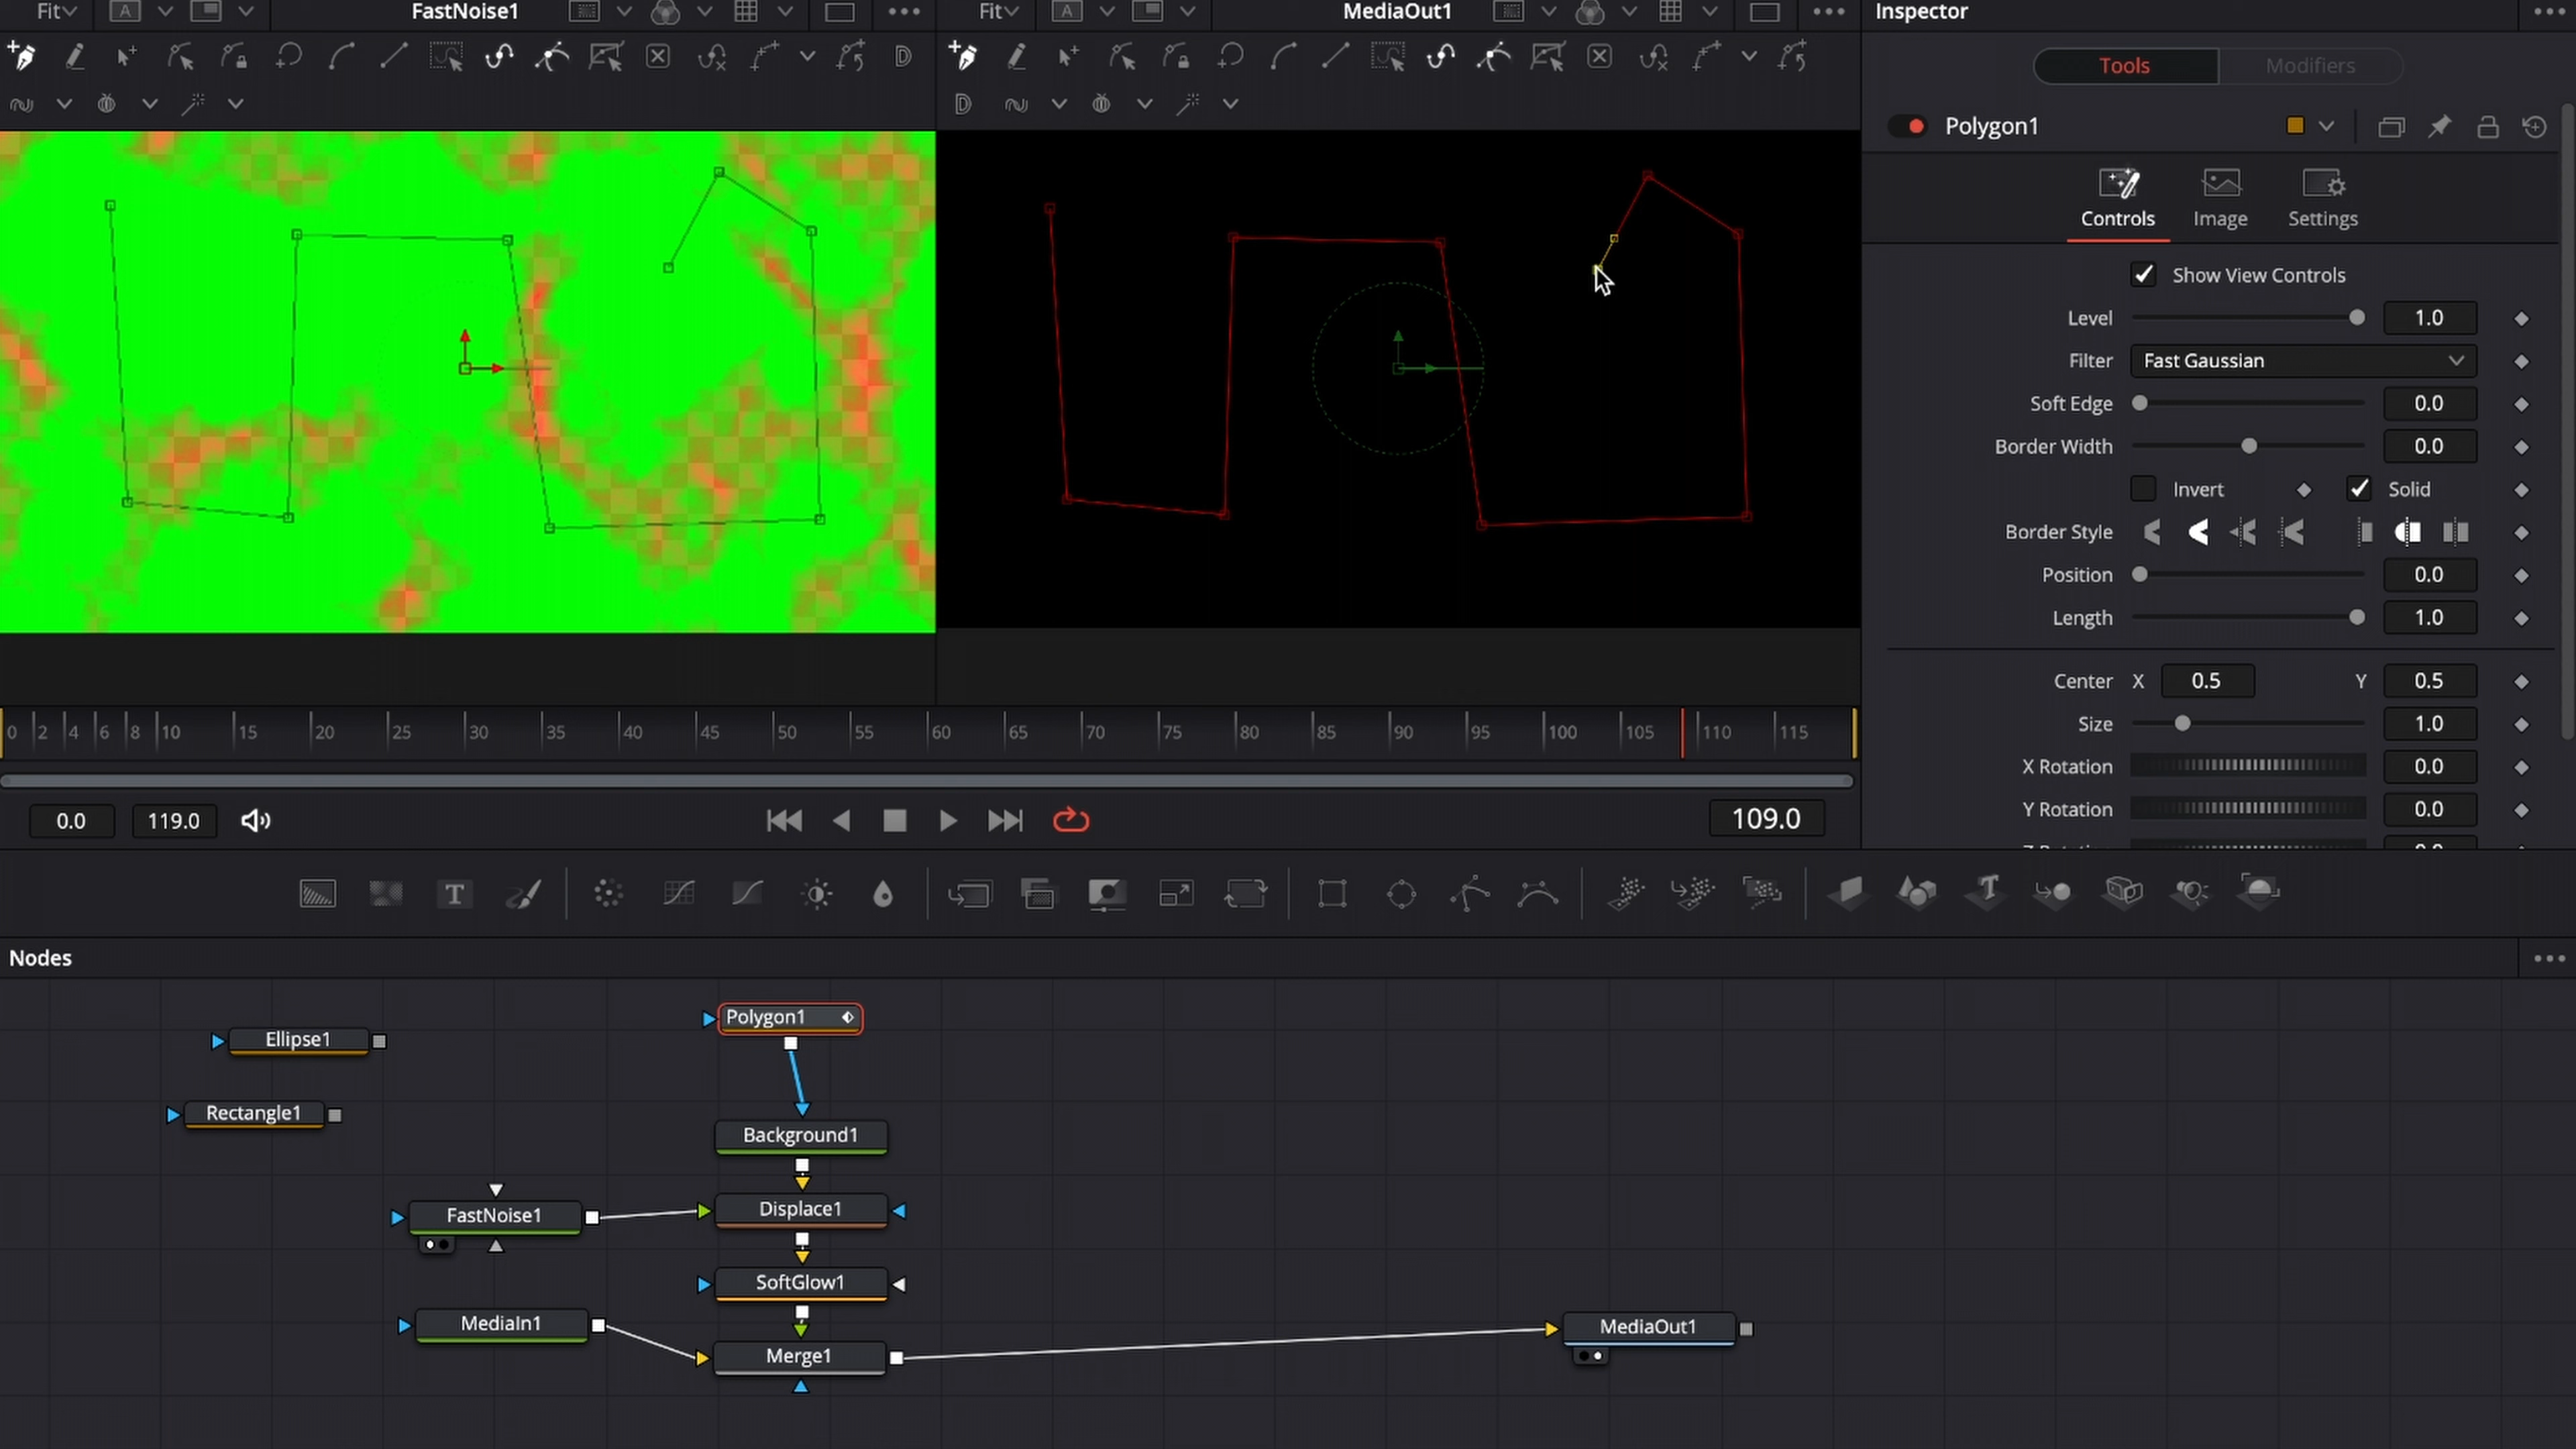 Fit A FastNoise1 Fit A MediaOut1 Inspector
Tools Modifiers
D
D
Polygon1
Controls Image Settings
Show View Controls
Level 1.0
Filter Fast Gaussian
Soft Edge 0.0
Border Width 0.0
Invert Solid
Border Style
Position 0.0
Length 1.0
Center X 0.5 Y 0.5
Size 1.0
X Rotation 0.0
Y Rotation 0.0
0 2 4 6 8 10 15 20 25 30 35 40 45 50 55 60 65 70 75 80 85 90 95 100 105 110 115
0.0 119.0 109.0
T T
Nodes
Polygon1
Ellipse1
Rectangle1
Background1
FastNoise1 Displace1
SoftGlow1
MediaIn1 MediaOut1
Merge1